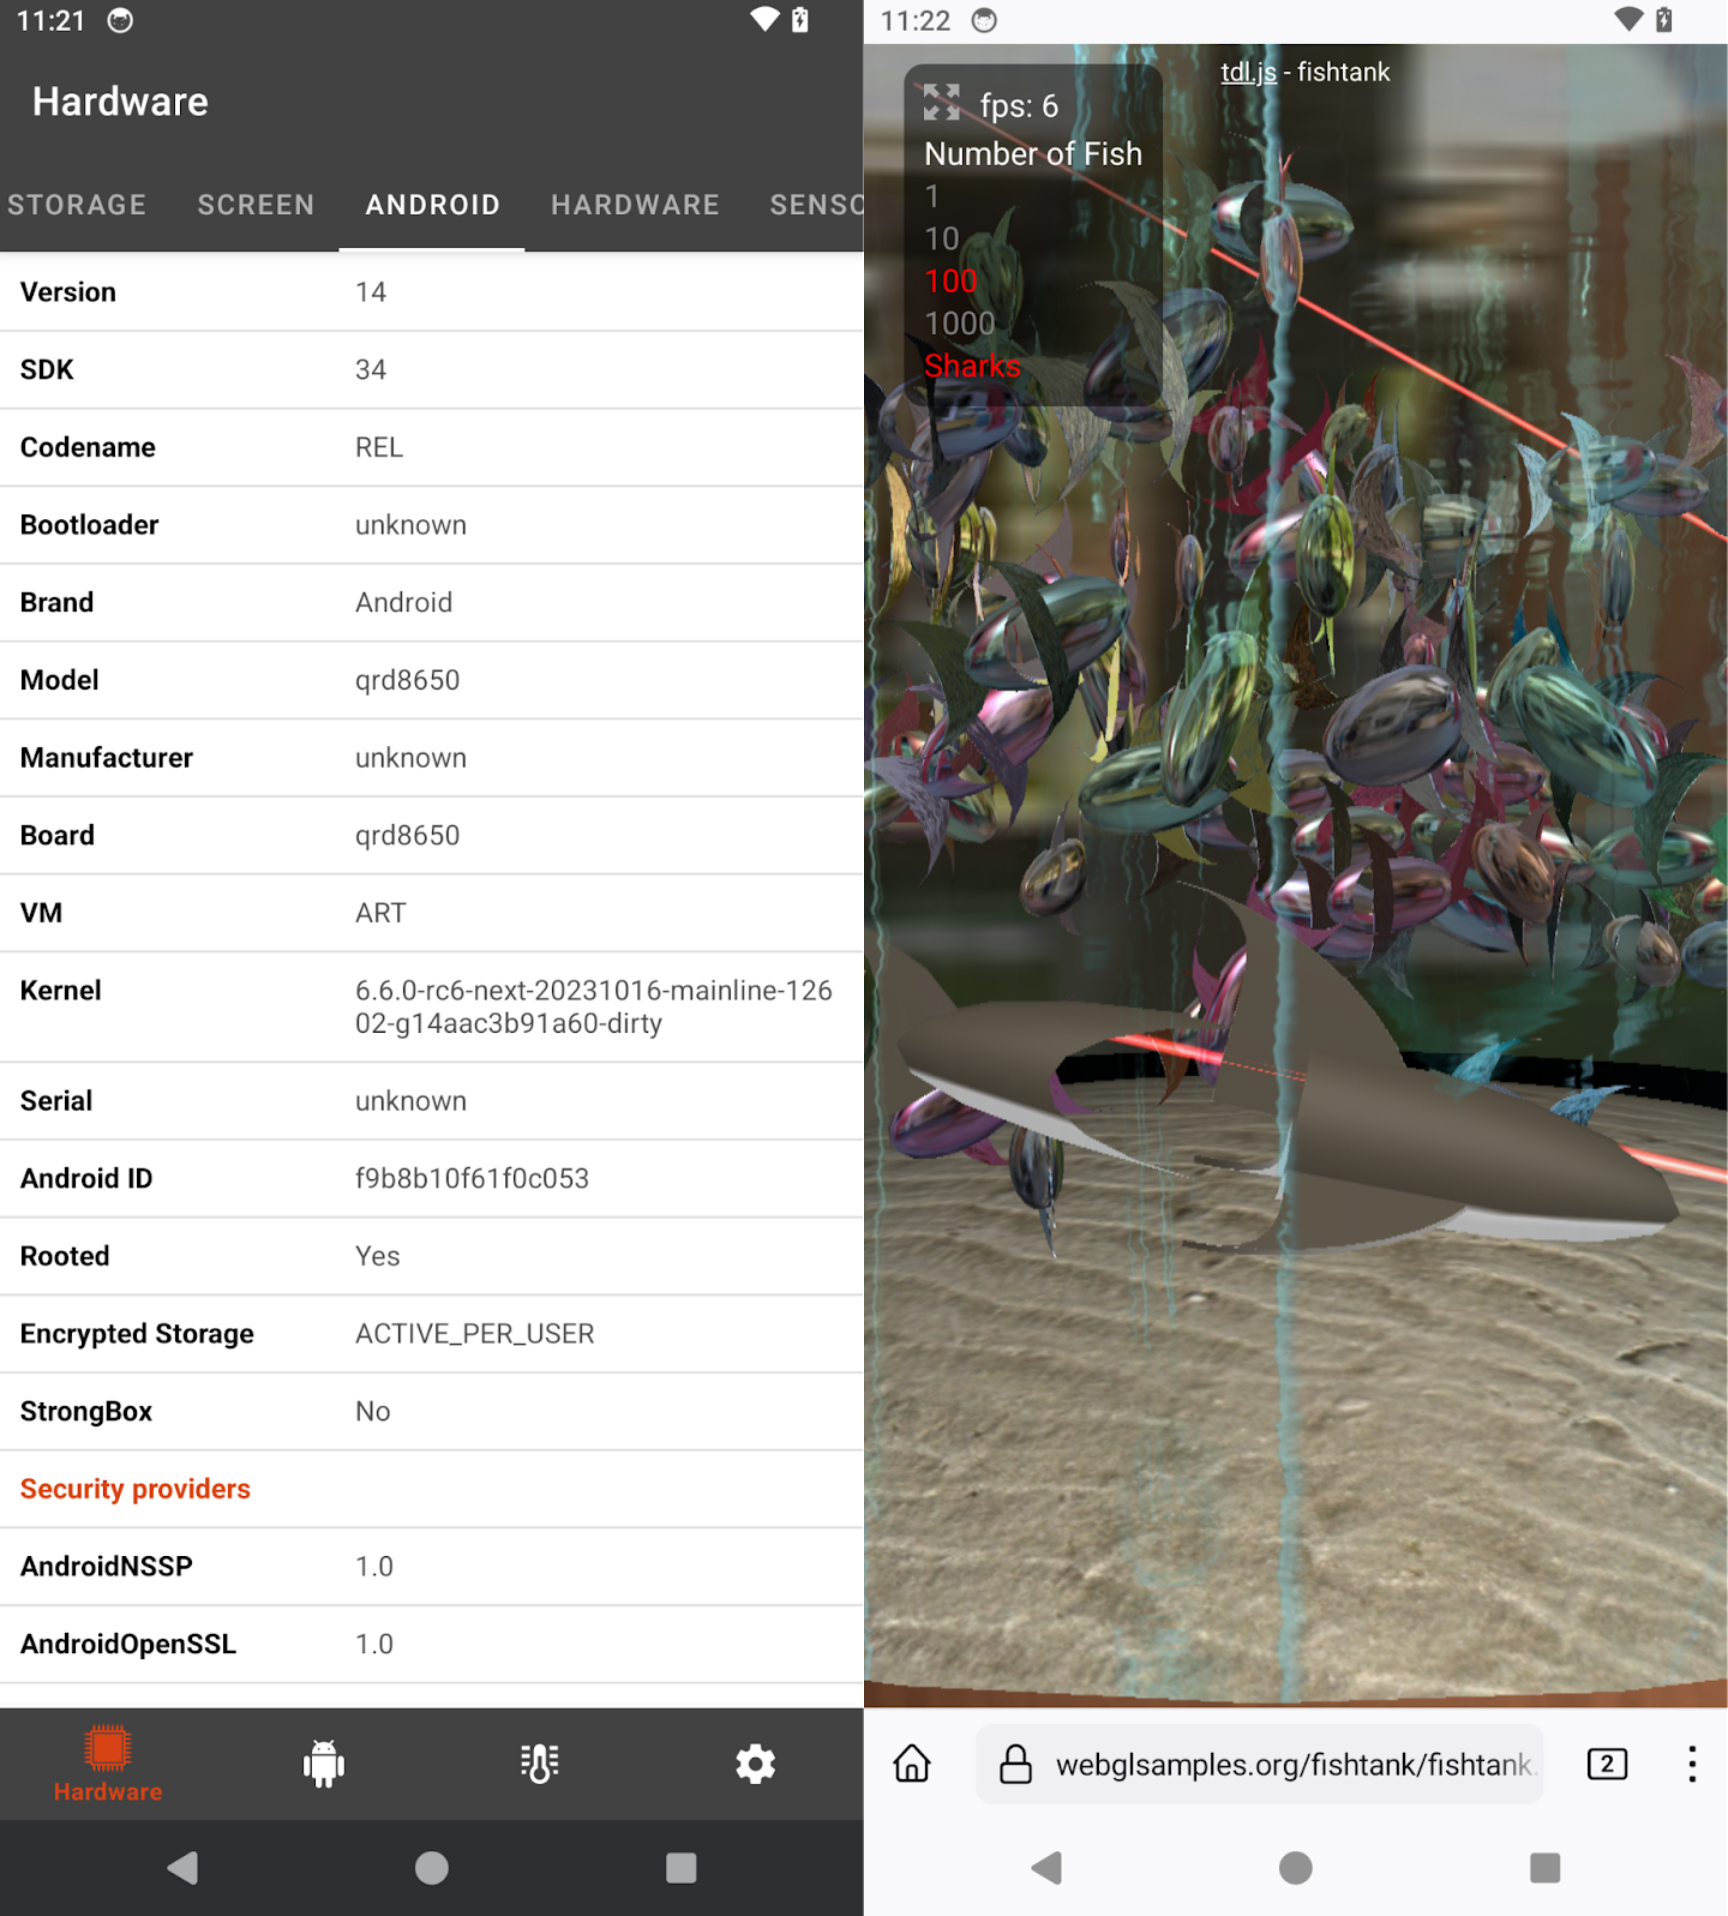 11:21
Hardware
STORAGE SCREEN ANDROID HARDWARE SENSO
Version 14
SDK 34
Codename REL
Bootloader unknown
Brand Android
Model qrd8650
Manufacturer unknown
Board qrd8650
VM ART
Kernel 6.6.0-rc6-next-20231016-mainline-126
02-g14aac3b91a60-dirty
Serial unknown
Android ID f9b8b10f61f0c053
Rooted Yes
Encrypted Storage ACTIVE_PER_USER
StrongBox No
Security providers
AndroidNSSP 1.0
AndroidOpenSSL 1.0
Hardware
11:22
tdl.js - fishtank
fps: 6
Number of Fish
1
10
100
1000
Sharks
webglsamples.org/fishtank/fishtank.
2